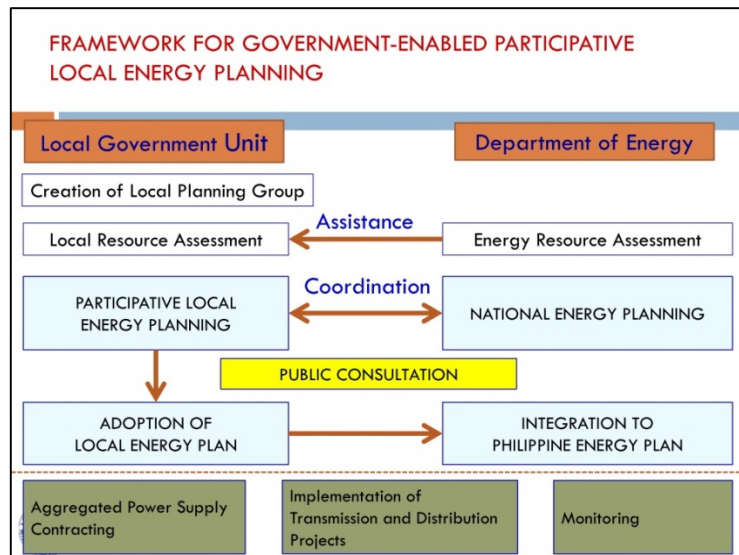 FRAMEWORK FOR GOVERNMENT-ENABLED PARTICIPATIVE
LOCAL ENERGY PLANNING
Local Government Unit
Department of Energy
Creation of Local Planning Group
Assistance
Local Resource Assessment
Energy Resource Assessment
Coordination
PARTICIPATIVE LOCAL
ENERGY PLANNING
NATIONAL ENERGY PLANNING
PUBLIC CONSULTATION
ADOPTION OF
LOCAL ENERGY PLAN
INTEGRATION TO
PHILIPPINE ENERGY PLAN
Aggregated Power Supply
Contracting
Implementation of
Transmission and Distribution
Projects
Monitoring